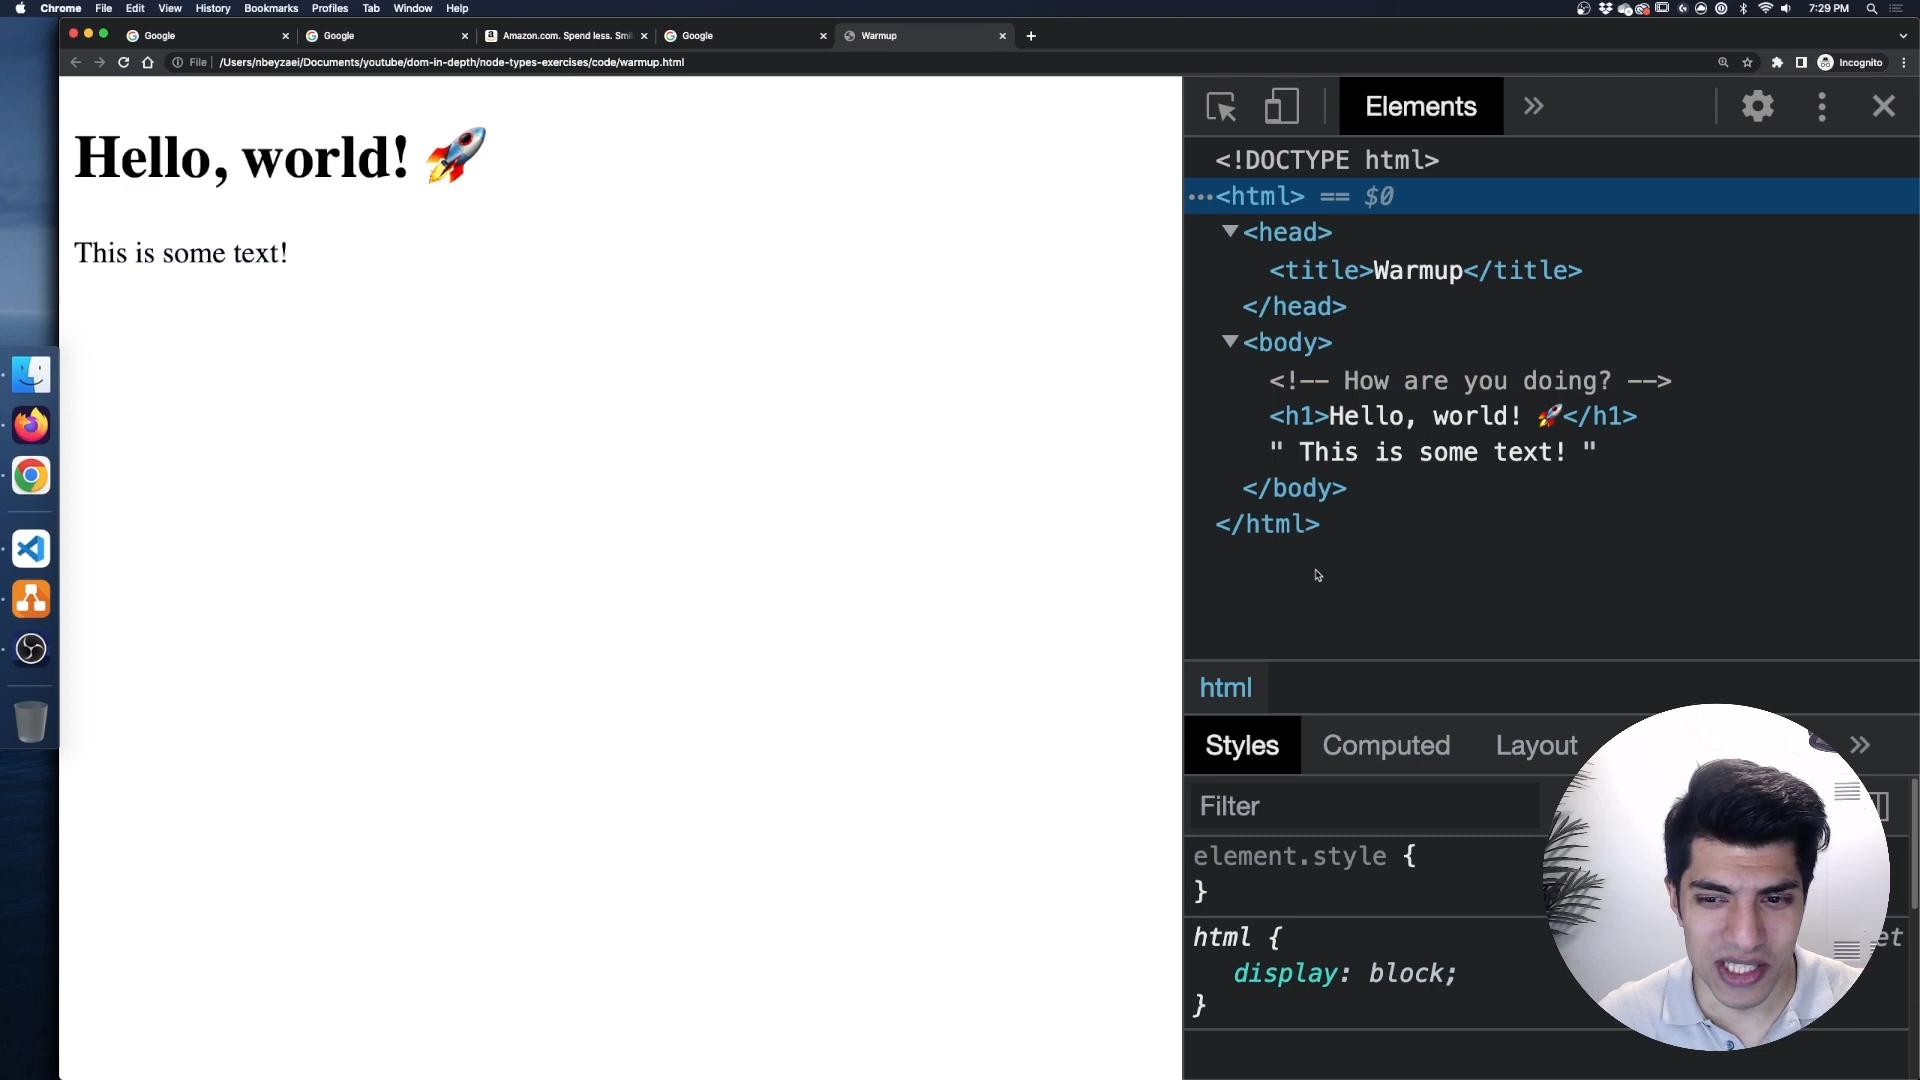 Chrome File Edit View History Bookmarks Profiles Tab Window Help 7:29 PM
Google Google Amazon.com. Spend less. Smi Google Warmup
File /Users/nbeyzaei/Documents/youtube/dom-in-depth/node-types-exercises/code/warmup.html Incognito
Hello, world! 🚀
This is some text!
Elements
<!DOCTYPE html>
<html> == $0
<head>
<title>Warmup</title>
</head>
<body>
<!-- How are you doing? -->
<h1>Hello, world! 🚀</h1>
" This is some text! "
</body>
</html>
html
Styles Computed Layout
Filter
element.style {
}
html { et
display: block;
}